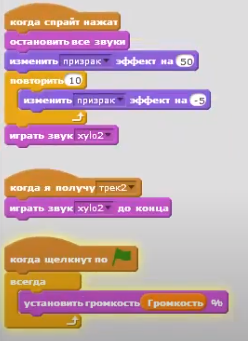 когда спрайт нажат
остановить все звуки
изменить призрак эффект на 50
повторить 10
изменить призрак эффект на -5
играть звук xylo2
когда я получу трек2
играть звук xylo2 до конца
когда щелкнут по
всегда
установить громкость Громкость %